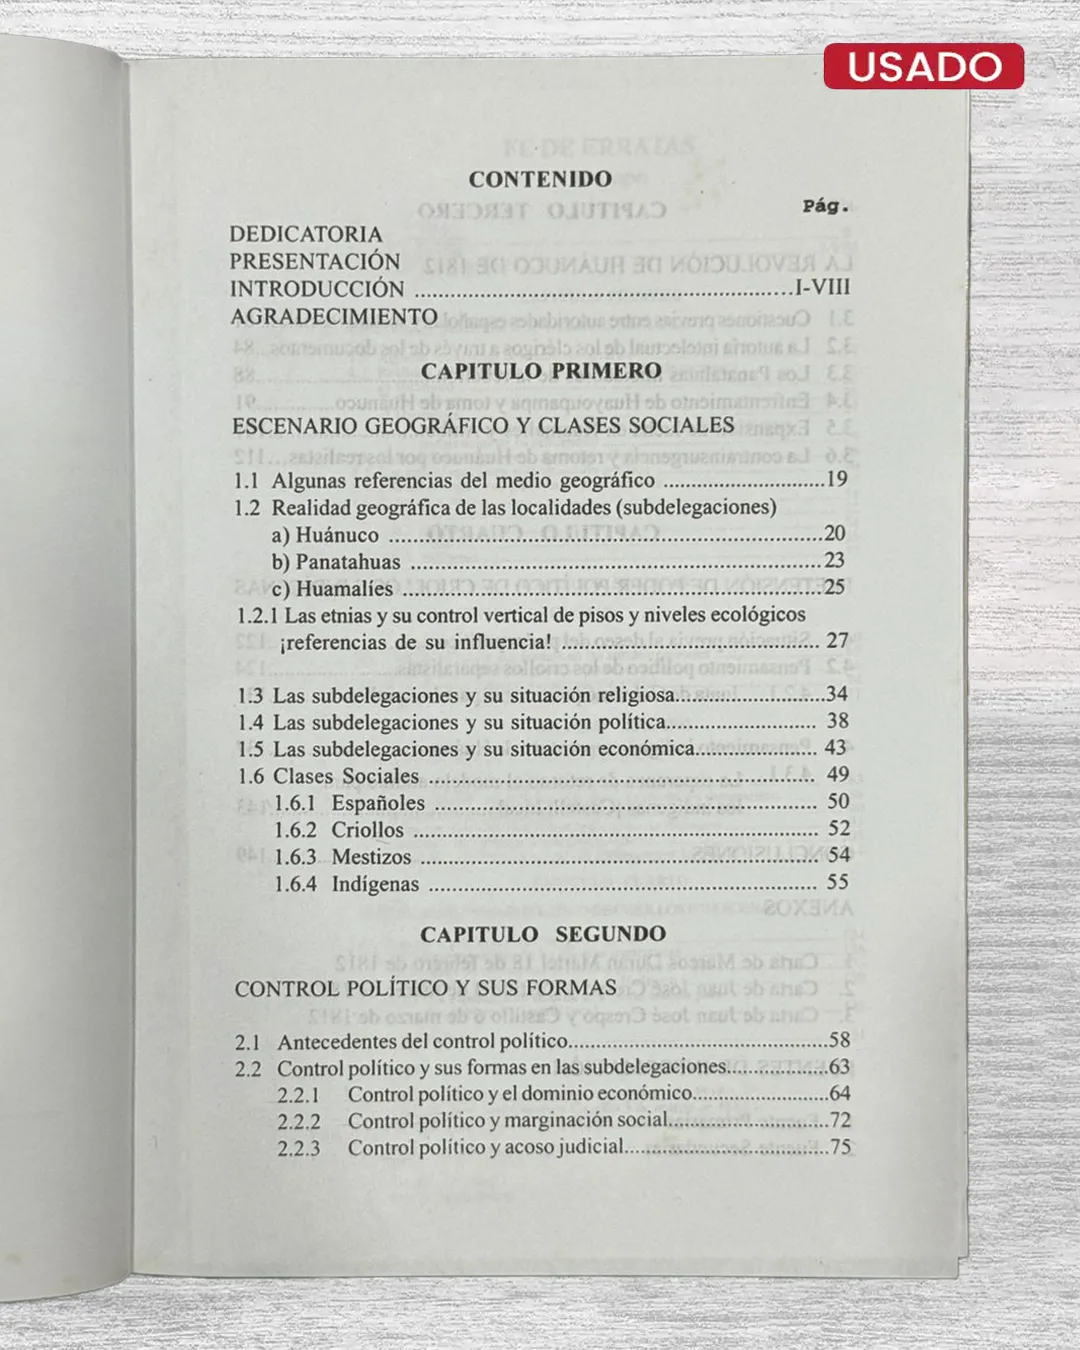 USADO
CONTENIDO
Pág.
DEDICATORIA
PRESENTACIÓN
INTRODUCCIÓN ................................................................I-VIII
AGRADECIMIENTO
CAPITULO PRIMERO
ESCENARIO GEOGRÁFICO Y CLASES SOCIALES
1.1 Algunas referencias del medio geográfico ...........................19
1.2 Realidad geográfica de las localidades (subdelegaciones)
a) Huánuco .........................................................................20
b) Panatahuas .....................................................................23
c) Huamalíes .......................................................................25
1.2.1 Las etnias y su control vertical de pisos y niveles ecológicos
¡referencias de su influencia! ........................................... 27
1.3 Las subdelegaciones y su situación religiosa.........................34
1.4 Las subdelegaciones y su situación política......................... 38
1.5 Las subdelegaciones y su situación económica.................... 43
1.6 Clases Sociales ................................................................. 49
1.6.1 Españoles ................................................................ 50
1.6.2 Criollos .................................................................... 52
1.6.3 Mestizos ................................................................... 54
1.6.4 Indígenas ................................................................. 55
CAPITULO SEGUNDO
CONTROL POLÍTICO Y SUS FORMAS
2.1 Antecedentes del control político............................................58
2.2 Control político y sus formas en las subdelegaciones.................63
2.2.1 Control político y el dominio económico.......................64
2.2.2 Control político y marginación social...........................72
2.2.3 Control político y acoso judicial...................................75